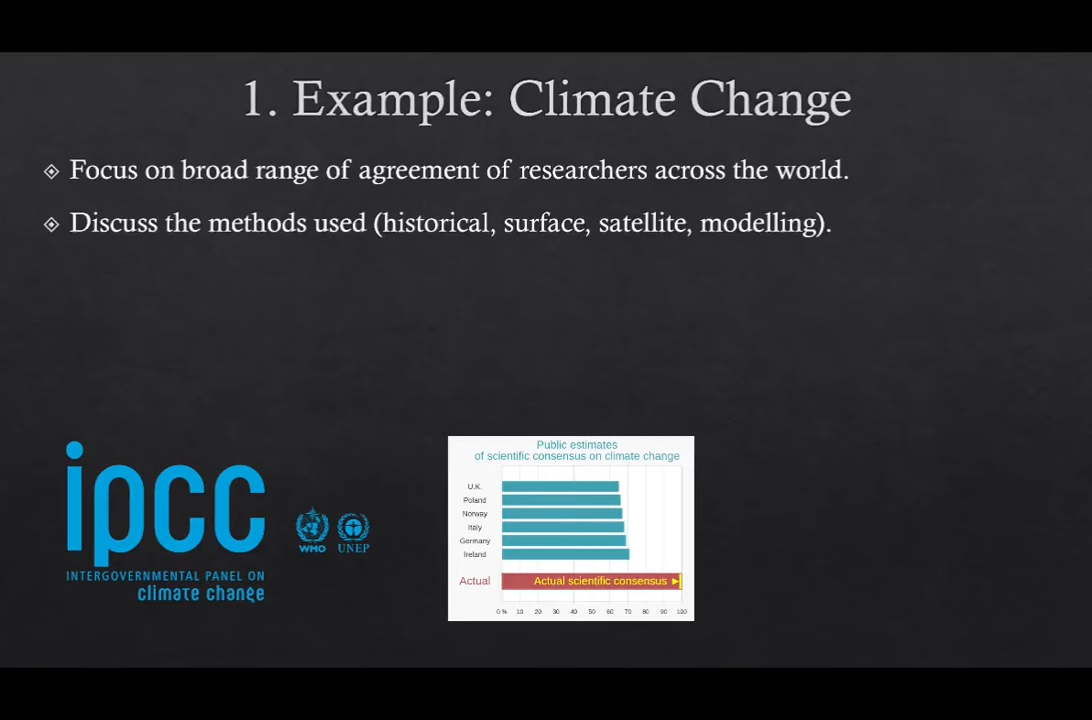 1. Example: Climate Change
Focus on broad range of agreement of researchers across the world.
Discuss the methods used (historical, surface, satellite, modelling).
ipcc
INTERGOVERNMENTAL PANEL ON
climate change
WMO
UNEP
Public estimates
of scientific consensus on climate change
U.K.
Poland
Norway
Italy
Germany
Ireland
Actual
Actual scientific consensus ►
0 % 10 20 30 40 50 60 70 80 90 100